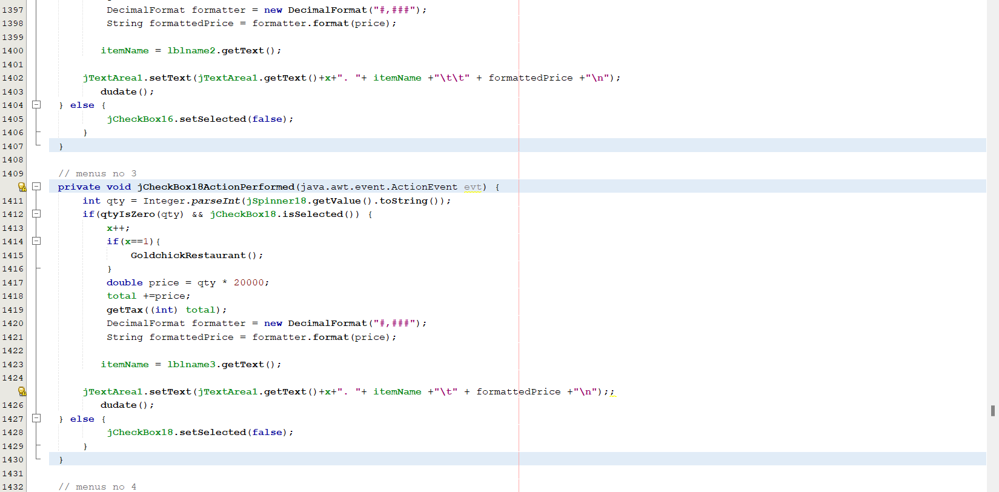 1397 DecimalFormat formatter = new DecimalFormat("#,###");
1398 String formattedPrice = formatter.format(price);
1399
1400 itemName = lblname2.getText();
1401
1402 jTextArea1.setText(jTextArea1.getText()+x+". "+ itemName +"\t\t" + formattedPrice +"\n");
1403 dudate();
1404 } else {
1405 jCheckBox16.setSelected(false);
1406 }
1407 }
1408
1409 // menus no 3
private void jCheckBox18ActionPerformed(java.awt.event.ActionEvent evt) {
1411 int qty = Integer.parseInt(jSpinner18.getValue().toString());
1412 if(qtyIsZero(qty) && jCheckBox18.isSelected()) {
1413 x++;
1414 if(x==1){
1415 GoldchickRestaurant();
1416 }
1417 double price = qty * 20000;
1418 total +=price;
1419 getTax((int) total);
1420 DecimalFormat formatter = new DecimalFormat("#,###");
1421 String formattedPrice = formatter.format(price);
1422
1423 itemName = lblname3.getText();
1424
jTextArea1.setText(jTextArea1.getText()+x+". "+ itemName +"\t" + formattedPrice +"\n");;
1426 dudate();
1427 } else {
1428 jCheckBox18.setSelected(false);
1429 }
1430 }
1431
1432 // menus no 4